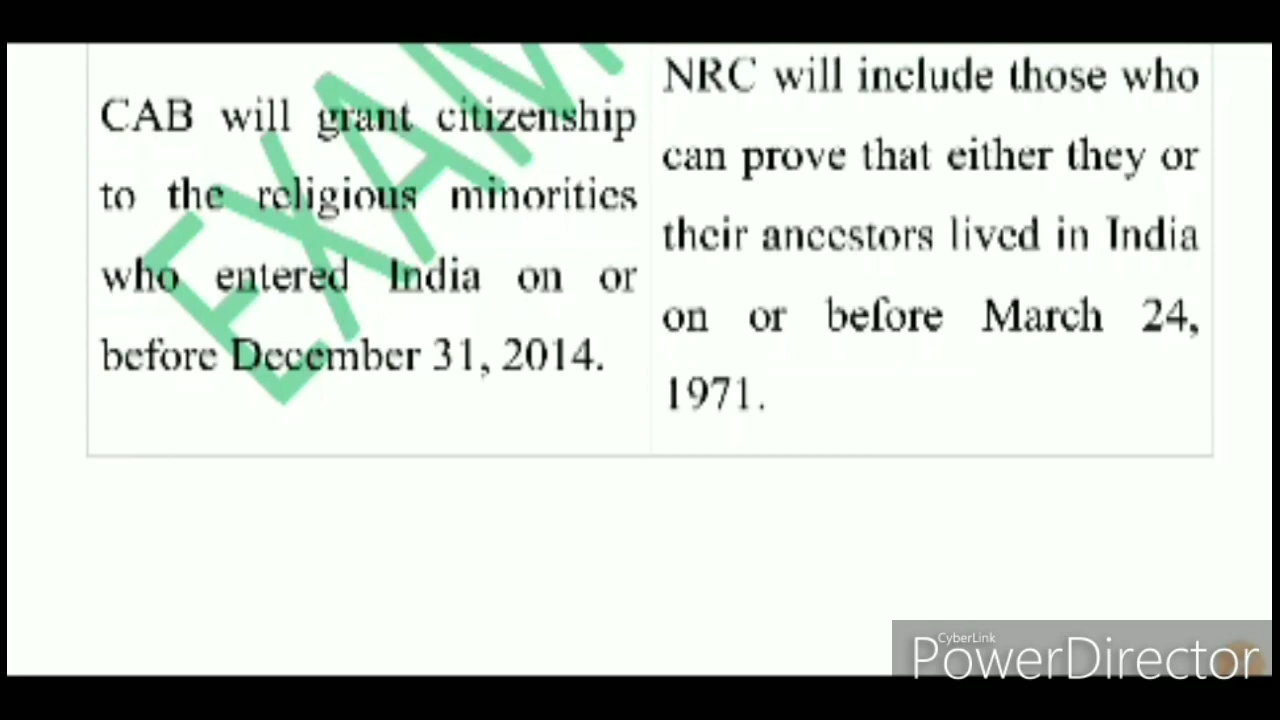 CAB will grant citizenship
to the religious minorities
who entered India on or
before December 31, 2014.
NRC will include those who
can prove that either they or
their ancestors lived in India
on or before March 24,
1971.
EXAM
CyberLink
PowerDirector